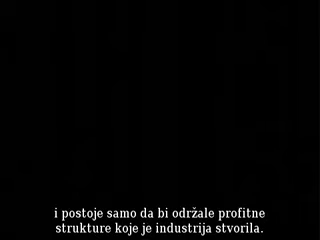 i postoje samo da bi održale profitne
strukture koje je industrija stvorila.